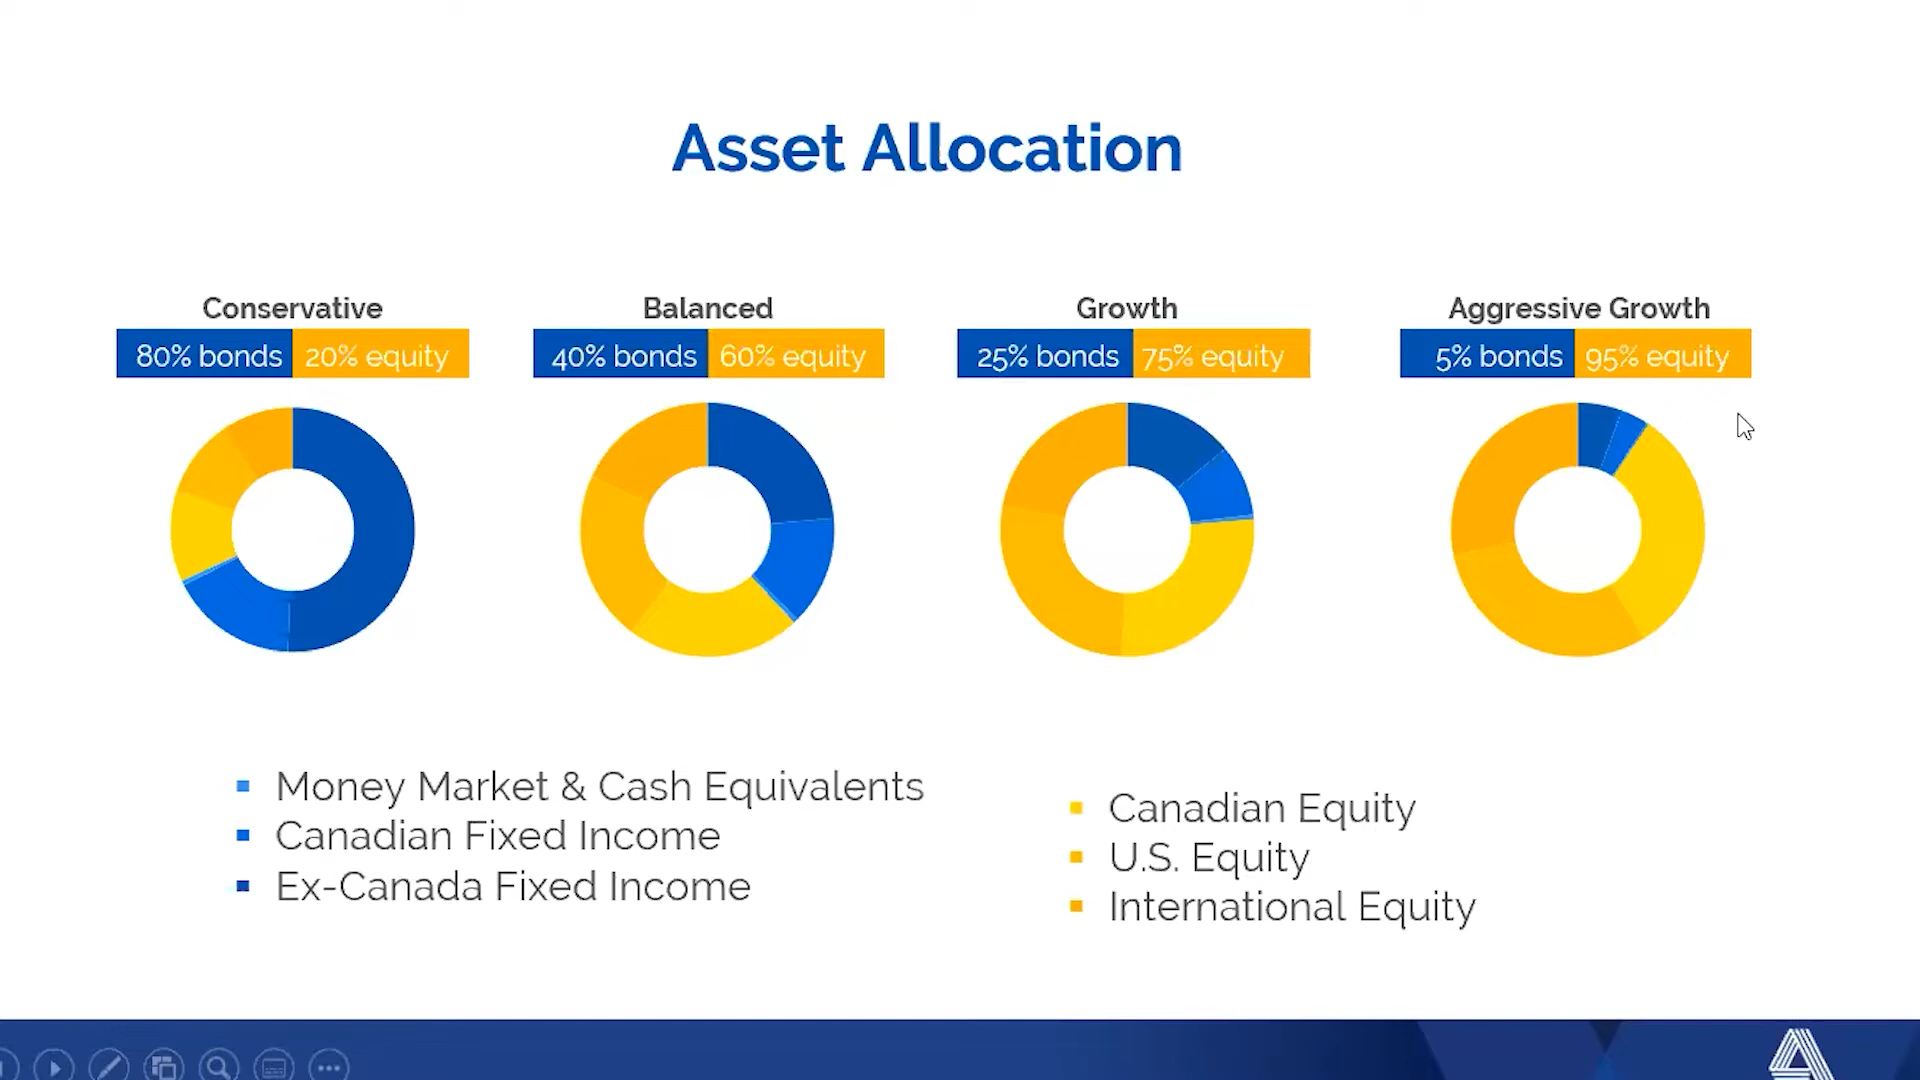 Asset Allocation
Conservative
80% bonds 20% equity
Balanced
40% bonds 60% equity
Growth
25% bonds 75% equity
Aggressive Growth
5% bonds 95% equity
Money Market & Cash Equivalents
Canadian Fixed Income
Ex-Canada Fixed Income
Canadian Equity
U.S. Equity
International Equity